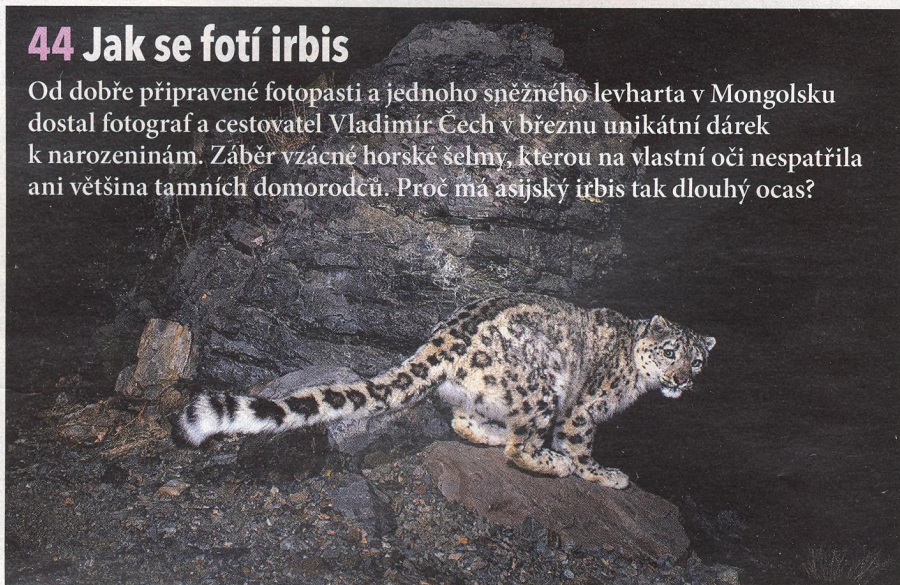 44 Jak se fotí irbis
Od dobře připravené fotopasti a jednoho sněžného levharta v Mongolsku
dostal fotograf a cestovatel Vladimír Čech v březnu unikátní dárek
k narozeninám. Záběr vzácné horské šelmy, kterou na vlastní oči nespatřila
ani většina tamních domorodců. Proč má asijský irbis tak dlouhý ocas?